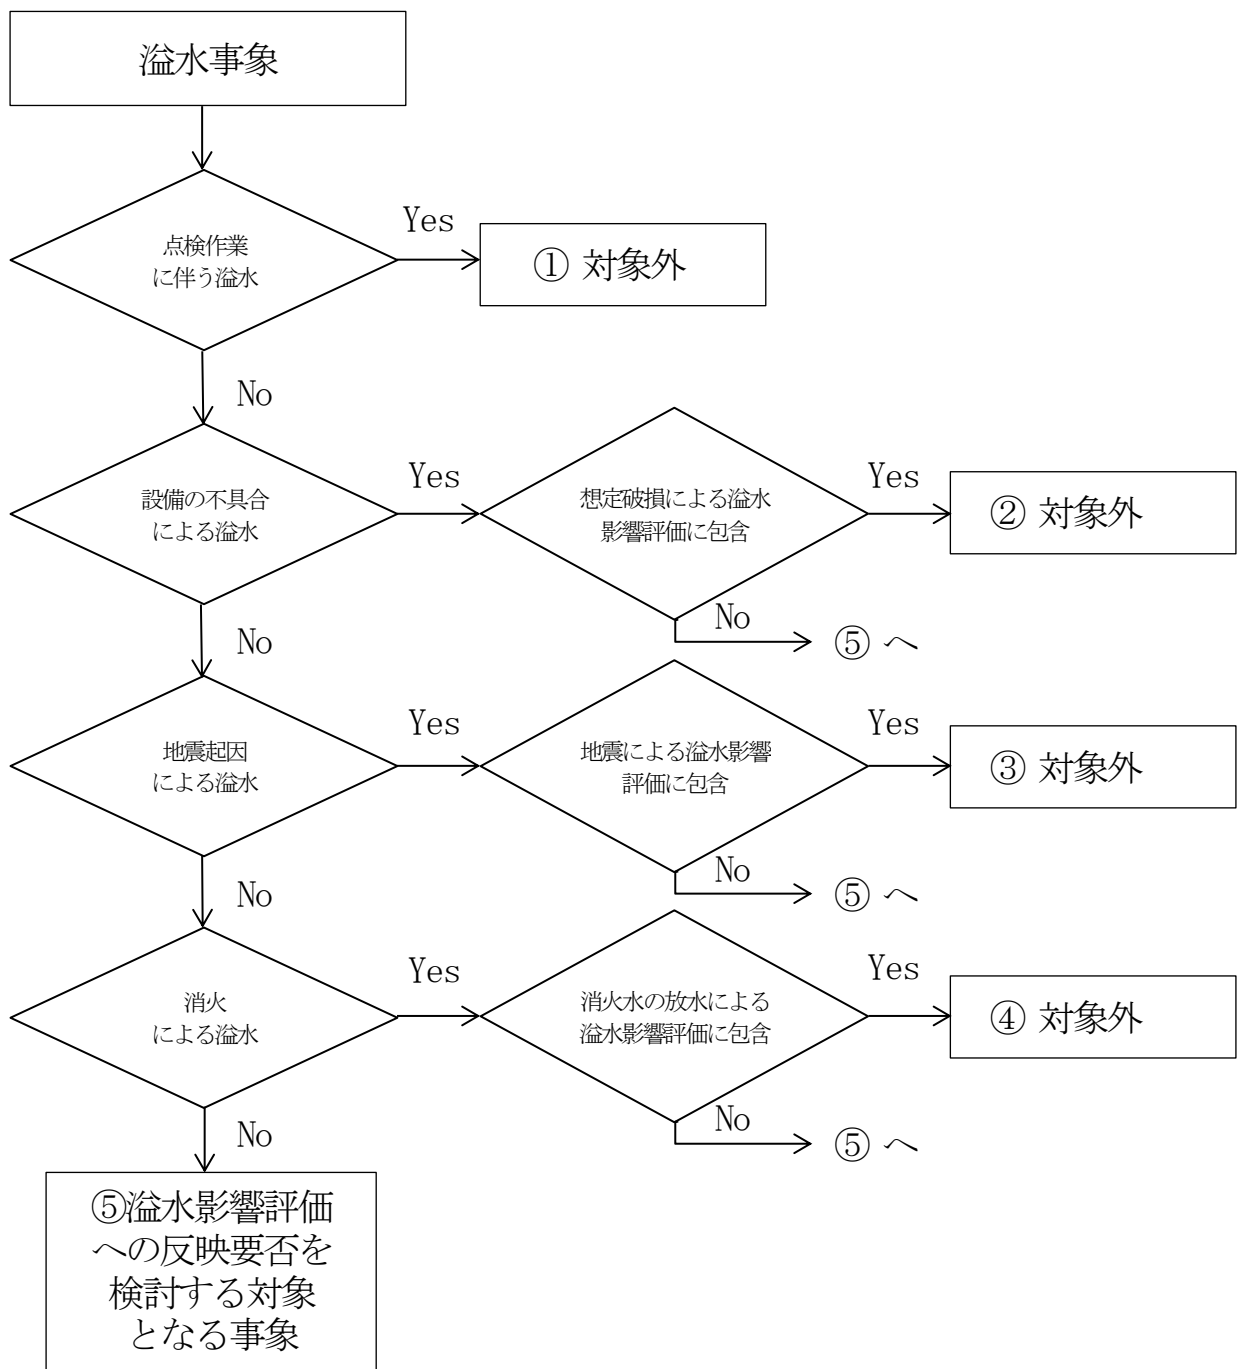 溢水事象
Yes
点検作業
に伴う溢水
① 対象外
No
設備の不具合
による溢水
Yes
想定破損による溢水
影響評価に包含
Yes
② 対象外
No
⑤ へ
No
地震起因
による溢水
Yes
地震による溢水影響
評価に包含
Yes
③ 対象外
No
⑤ へ
No
消火
による溢水
Yes
消火水の放水による
溢水影響評価に包含
Yes
④ 対象外
No
⑤ へ
No
⑤溢水影響評価
への反映要否を
検討する対象
となる事象